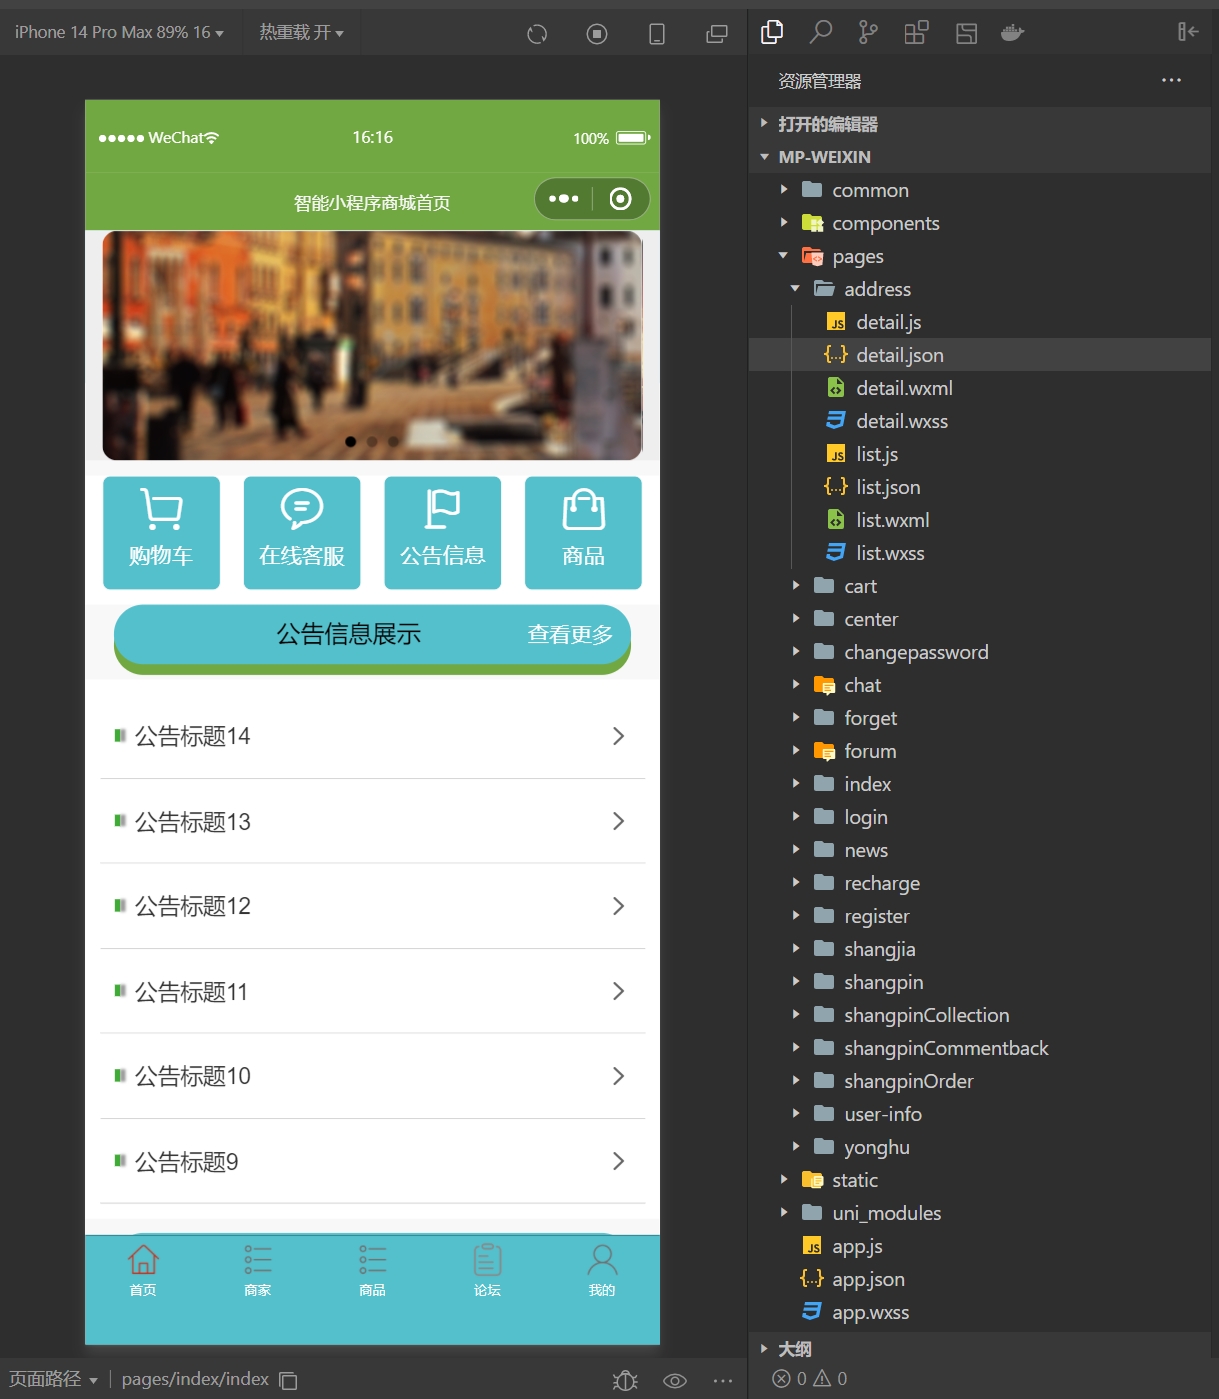 iPhone 14 Pro Max 89% 16
热重载 开
WeChat
16:16
100%
智能小程序商城首页
购物车
在线客服
公告信息
商品
公告信息展示
查看更多
公告标题14
公告标题13
公告标题12
公告标题11
公告标题10
公告标题9
首页
商家
商品
论坛
我的
页面路径
pages/index/index
资源管理器
打开的编辑器
MP-WEIXIN
common
components
pages
address
JS detail.js
{..} detail.json
detail.wxml
detail.wxss
JS list.js
{..} list.json
list.wxml
list.wxss
cart
center
changepassword
chat
forget
forum
index
login
news
recharge
register
shangjia
shangpin
shangpinCollection
shangpinCommentback
shangpinOrder
user-info
yonghu
static
uni_modules
JS app.js
{..} app.json
app.wxss
大纲
0
0